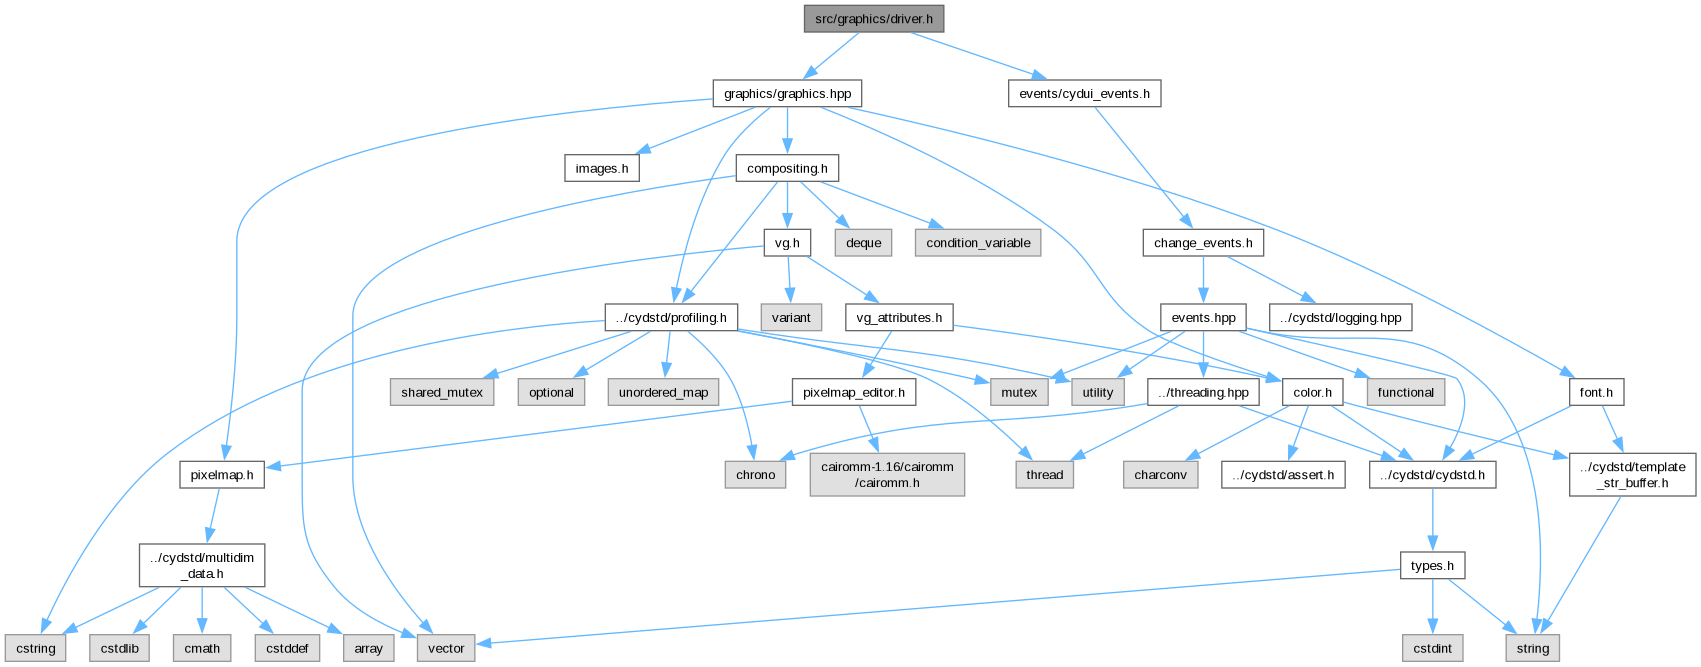 src/graphics/driver.h
graphics/graphics.hpp
events/cydui_events.h
images.h
compositing.h
vg.h
deque
condition_variable
change_events.h
../cydstd/profiling.h
variant
vg_attributes.h
events.hpp
../cydstd/logging.hpp
shared_mutex
optional
unordered_map
pixelmap_editor.h
mutex
utility
../threading.hpp
color.h
functional
font.h
pixelmap.h
chrono
cairomm-1.16/cairomm
/cairomm.h
thread
charconv
../cydstd/assert.h
../cydstd/cydstd.h
../cydstd/template
_str_buffer.h
../cydstd/multidim
_data.h
types.h
cstring
cstdlib
cmath
cstddef
array
vector
cstdint
string